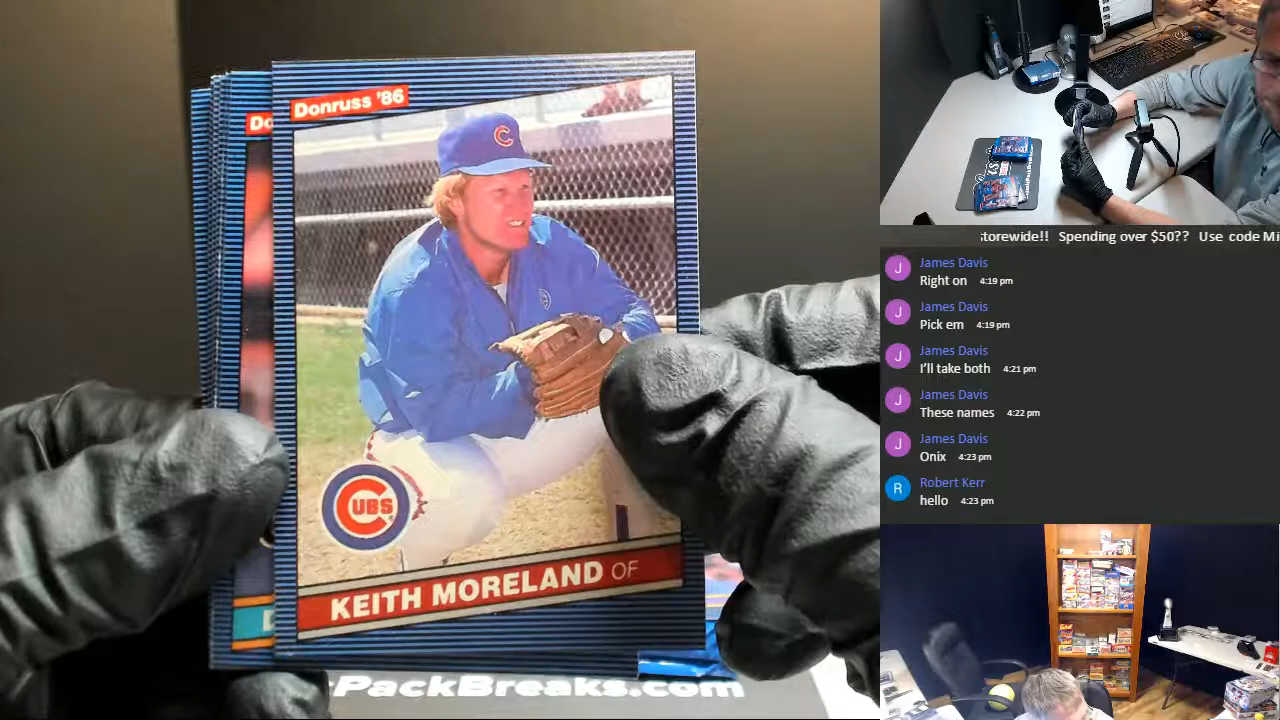 Donruss '86
Do
C
CUBS
KEITH MORELAND OF
PackBreaks.com
torewide!! Spending over $50?? Use code Mi
J
James Davis
Right on 4:19 pm
J
James Davis
Pick em 4:19 pm
J
James Davis
I'll take both 4:21 pm
J
James Davis
These names 4:22 pm
J
James Davis
Onix 4:23 pm
R
Robert Kerr
hello 4:23 pm